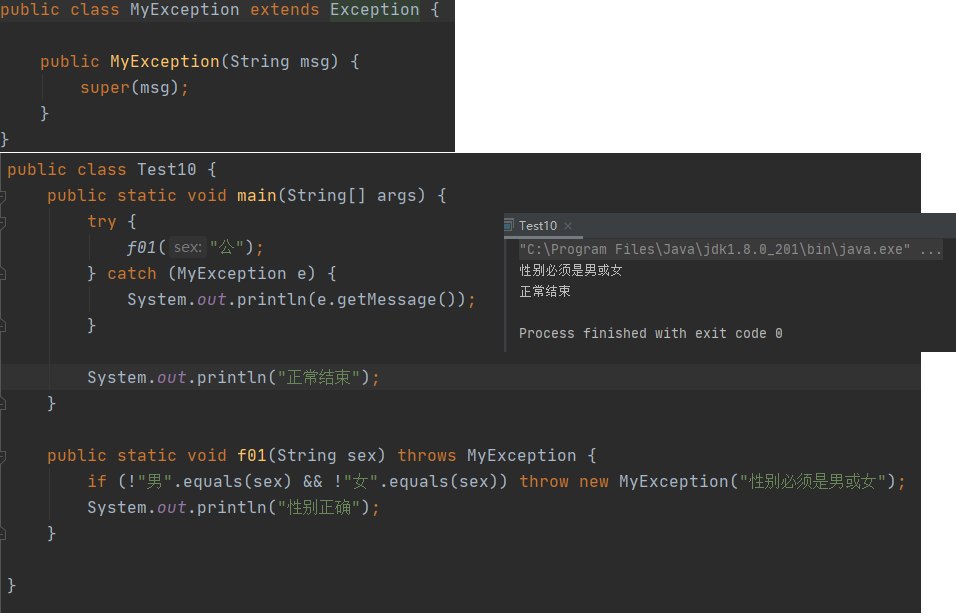 public class MyException extends Exception {
public MyException(String msg) {
super(msg);
}
}
public class Test10 {
public static void main(String[] args) {
try {
f01( sex: "公");
} catch (MyException e) {
System.out.println(e.getMessage());
}
System.out.println("正常结束");
}
public static void f01(String sex) throws MyException {
if (!"男".equals(sex) && !"女".equals(sex)) throw new MyException("性别必须是男或女");
System.out.println("性别正确");
}
}
Test10 ×
"C:\Program Files\Java\jdk1.8.0_201\bin\java.exe" ...
性别必须是男或女
正常结束
Process finished with exit code 0